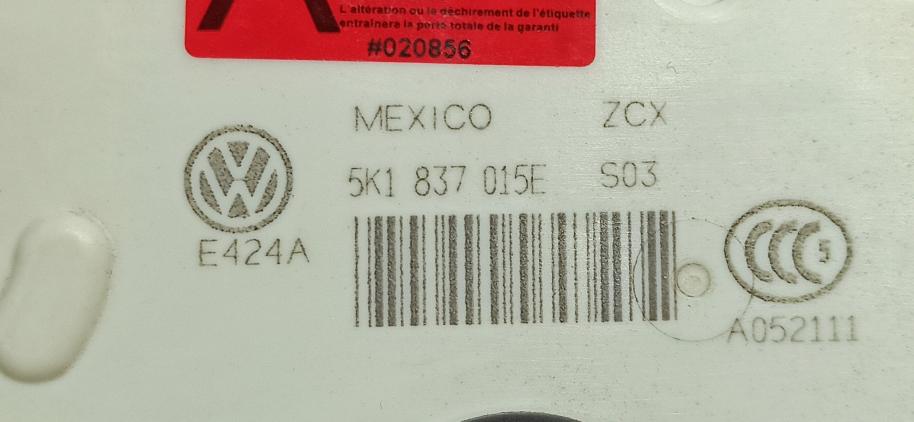 L'altération ou le déchirement de l'étiquette
entraînera la perte totale de la garanti
#020856
MEXICO ZCX
5K1 837 015E S03
E424A
CCC S
A052111